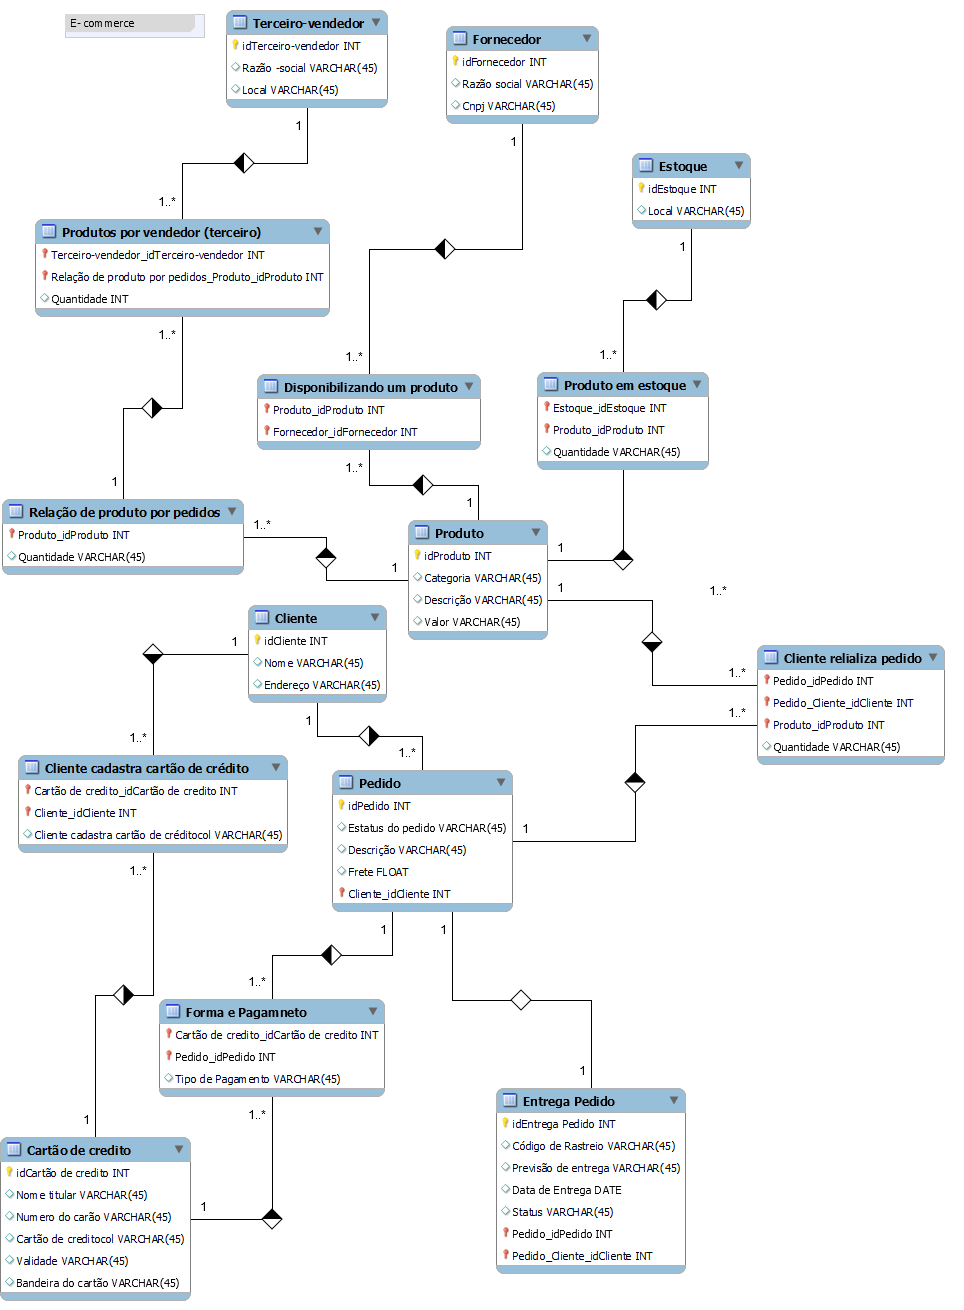 E- commerce
Terceiro-vendedor
idTerceiro-vendedor INT
Razão -social VARCHAR(45)
Local VARCHAR(45)
1
1..*
Fornecedor
idFornecedor INT
Razão social VARCHAR(45)
Cnpj VARCHAR(45)
1
1..*
Estoque
idEstoque INT
Local VARCHAR(45)
1
1..*
Produtos por vendedor (terceiro)
Terceiro-vendedor_idTerceiro-vendedor INT
Relação de produto por pedidos_Produto_idProduto INT
Quantidade INT
1..*
1
Disponibilizando um produto
Produto_idProduto INT
Fornecedor_idFornecedor INT
1..*
1
Produto em estoque
Estoque_idEstoque INT
Produto_idProduto INT
Quantidade VARCHAR(45)
Relação de produto por pedidos
Produto_idProduto INT
Quantidade VARCHAR(45)
1..*
1
Produto
idProduto INT
Categoria VARCHAR(45)
Descrição VARCHAR(45)
Valor VARCHAR(45)
1
1
1..*
Cliente
idCliente INT
Nome VARCHAR(45)
Endereço VARCHAR(45)
1
1..*
1
1..*
Cliente relializa pedido
Pedido_idPedido INT
Pedido_Cliente_idCliente INT
Produto_idProduto INT
Quantidade VARCHAR(45)
1..*
1..*
Cliente cadastra cartão de crédito
Cartão de credito_idCartão de credito INT
Cliente_idCliente INT
Cliente cadastra cartão de créditocol VARCHAR(45)
1..*
1
Pedido
idPedido INT
Estatus do pedido VARCHAR(45)
Descrição VARCHAR(45)
Frete FLOAT
Cliente_idCliente INT
1
1
1
1..*
1
Forma e Pagamneto
Cartão de credito_idCartão de credito INT
Pedido_idPedido INT
Tipo de Pagamento VARCHAR(45)
1..*
1
Entrega Pedido
idEntrega Pedido INT
Código de Rastreio VARCHAR(45)
Previsão de entrega VARCHAR(45)
Data de Entrega DATE
Status VARCHAR(45)
Pedido_idPedido INT
Pedido_Cliente_idCliente INT
Cartão de credito
idCartão de credito INT
Nome titular VARCHAR(45)
Numero do carão VARCHAR(45)
Cartão de creditocol VARCHAR(45)
Validade VARCHAR(45)
Bandeira do cartão VARCHAR(45)